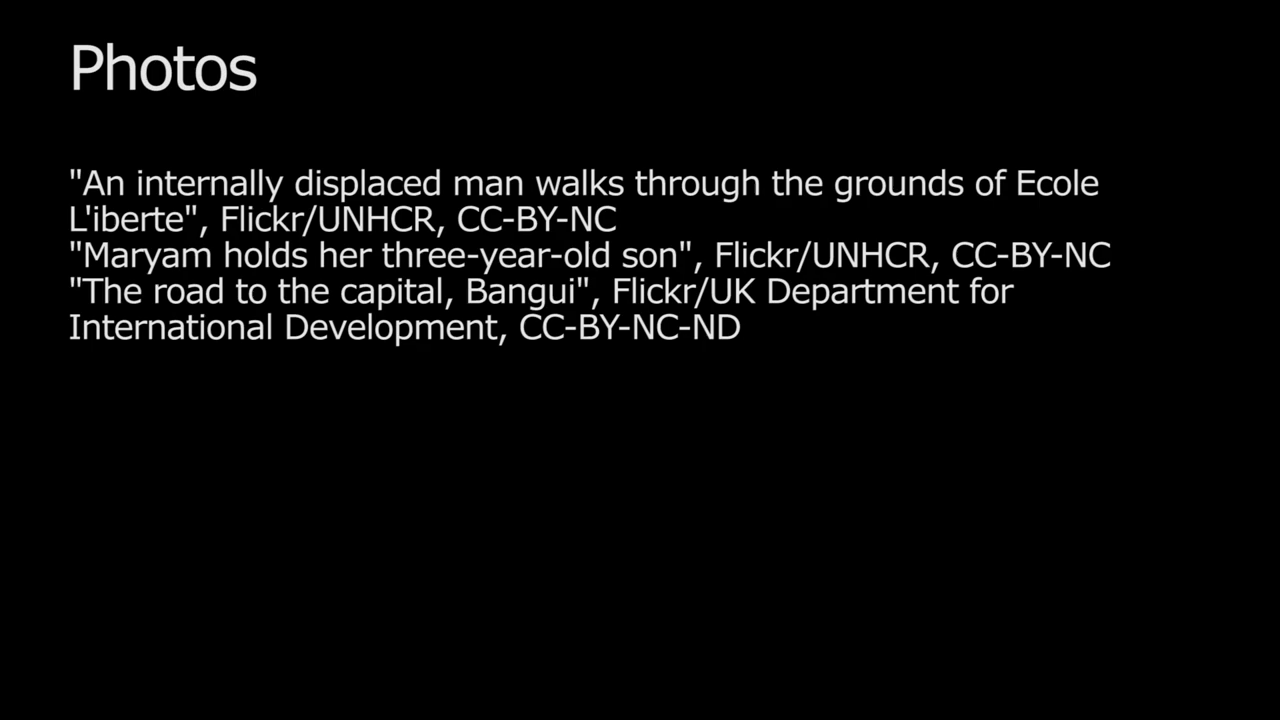 Photos
"An internally displaced man walks through the grounds of Ecole
L'iberte", Flickr/UNHCR, CC-BY-NC
"Maryam holds her three-year-old son", Flickr/UNHCR, CC-BY-NC
"The road to the capital, Bangui", Flickr/UK Department for
International Development, CC-BY-NC-ND